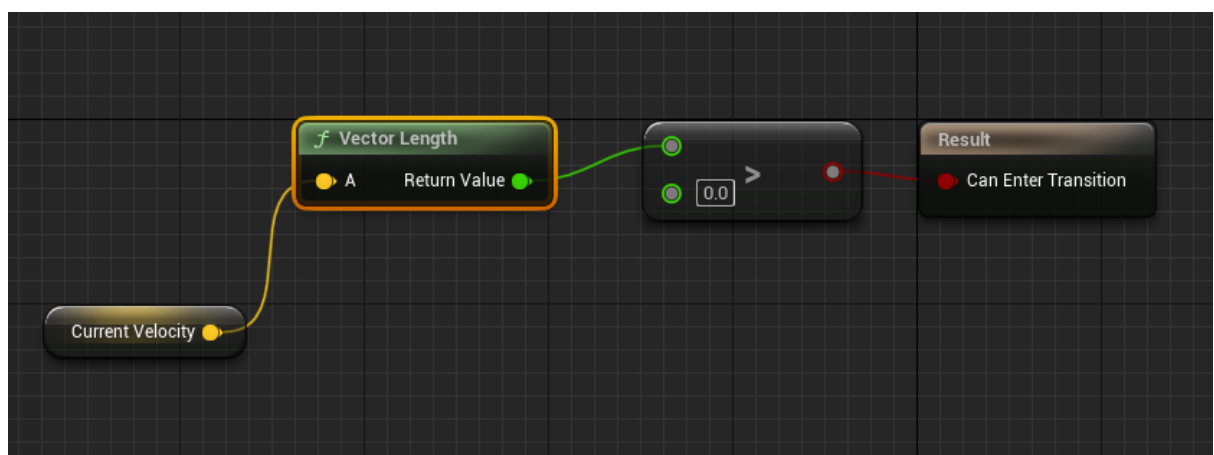 ƒ Vector Length
A
Return Value
0.0
>
Result
Can Enter Transition
Current Velocity